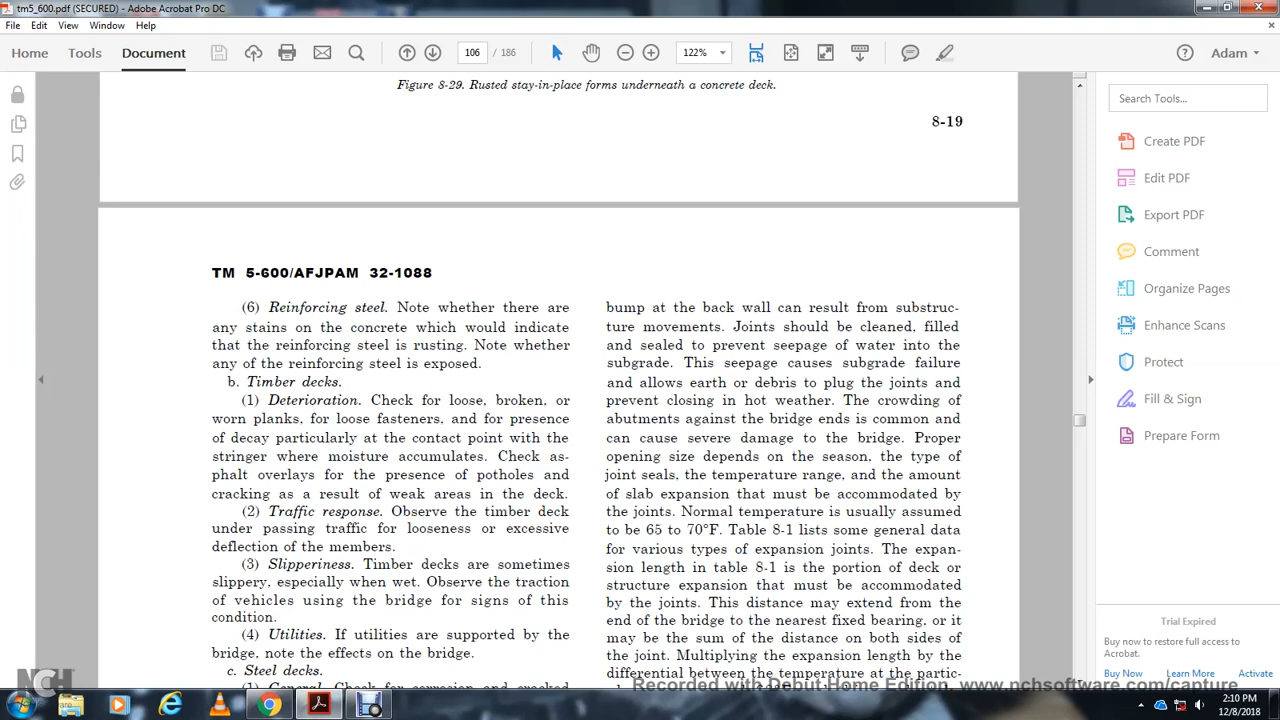 tm5_600.pdf (SECURED) - Adobe Acrobat Pro DC
File Edit View Window Help
Home Tools Document 106 / 186 122% Adam
Figure 8-29. Rusted stay-in-place forms underneath a concrete deck.
8-19
TM 5-600/AFJPAM 32-1088
(6) Reinforcing steel. Note whether there are
any stains on the concrete which would indicate
that the reinforcing steel is rusting. Note whether
any of the reinforcing steel is exposed.
b. Timber decks.
(1) Deterioration. Check for loose, broken, or
worn planks, for loose fasteners, and for presence
of decay particularly at the contact point with the
stringer where moisture accumulates. Check as-
phalt overlays for the presence of potholes and
cracking as a result of weak areas in the deck.
(2) Traffic response. Observe the timber deck
under passing traffic for looseness or excessive
deflection of the members.
(3) Slipperiness. Timber decks are sometimes
slippery, especially when wet. Observe the traction
of vehicles using the bridge for signs of this
condition.
(4) Utilities. If utilities are supported by the
bridge, note the effects on the bridge.
c. Steel decks.
(1) General. Check for corrosion and cracked
bump at the back wall can result from substruc-
ture movements. Joints should be cleaned, filled
and sealed to prevent seepage of water into the
subgrade. This seepage causes subgrade failure
and allows earth or debris to plug the joints and
prevent closing in hot weather. The crowding of
abutments against the bridge ends is common and
can cause severe damage to the bridge. Proper
opening size depends on the season, the type of
joint seals, the temperature range, and the amount
of slab expansion that must be accommodated by
the joints. Normal temperature is usually assumed
to be 65 to 70°F. Table 8-1 lists some general data
for various types of expansion joints. The expan-
sion length in table 8-1 is the portion of deck or
structure expansion that must be accommodated
by the joints. This distance may extend from the
end of the bridge to the nearest fixed bearing, or it
may be the sum of the distance on both sides of
the joint. Multiplying the expansion length by the
differential between the temperature at the partic-
Search Tools...
Create PDF
Edit PDF
Export PDF
Comment
Organize Pages
Enhance Scans
Protect
Fill & Sign
Prepare Form
Trial Expired
Buy now to restore full access to
Acrobat.
Buy Now Learn More Activate
NCH
Recorded with Debut Home Edition www.nchsoftware.com/capture
2:10 PM
12/8/2018